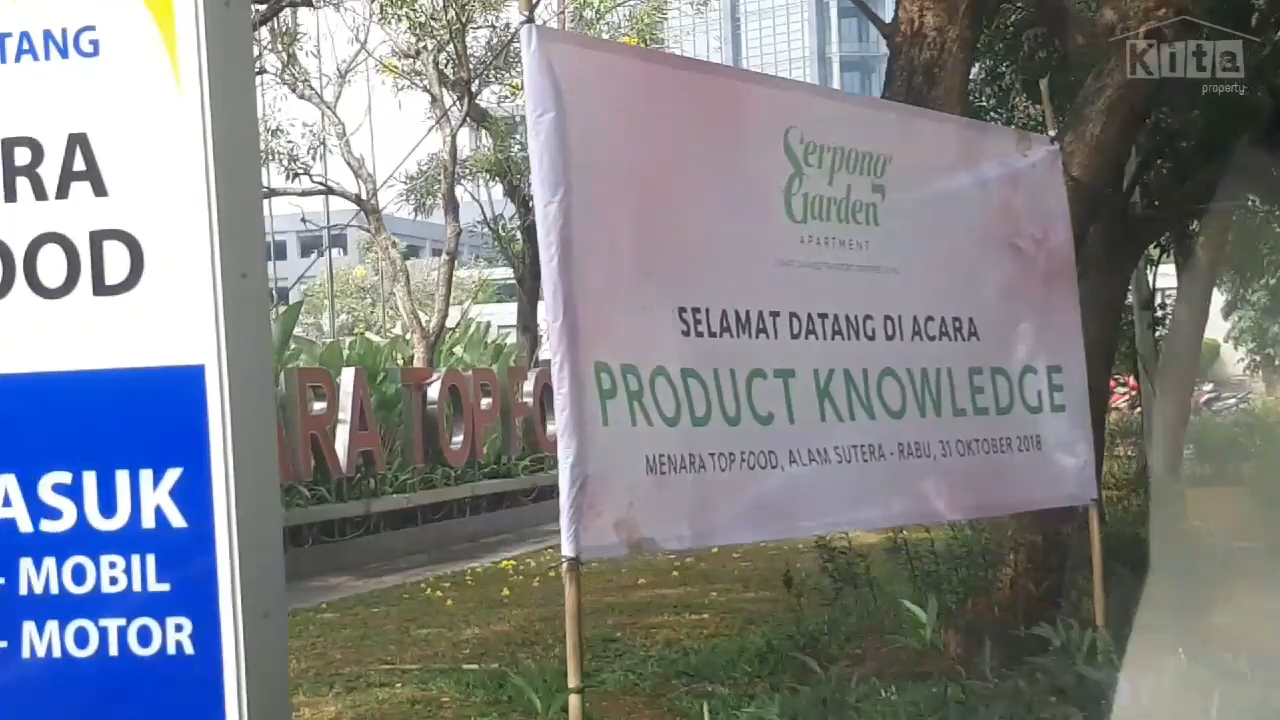 TANG
RA
OOD
ASUK
- MOBIL
- MOTOR
ARA TOP FO
Serpong
Garden
APARTMENT
SELAMAT DATANG DI ACARA
PRODUCT KNOWLEDGE
MENARA TOP FOOD, ALAM SUTERA - RABU, 31 OKTOBER 2018
Kita
property